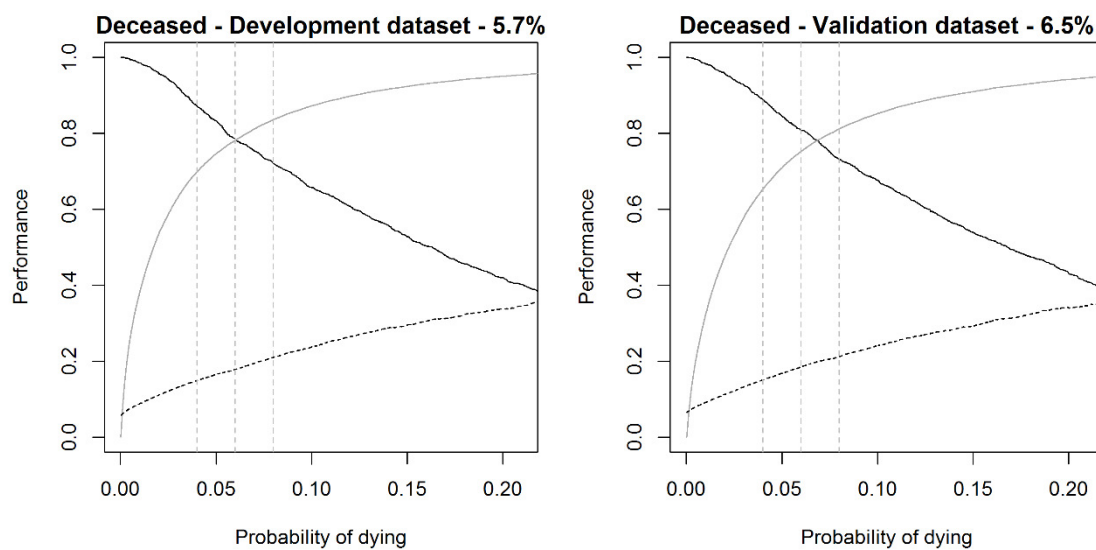 Deceased - Development dataset - 5.7%
Performance
1.0
0.8
0.6
0.4
0.2
0.0
0.00 0.05 0.10 0.15 0.20
Probability of dying
Deceased - Validation dataset - 6.5%
Performance
1.0
0.8
0.6
0.4
0.2
0.0
0.00 0.05 0.10 0.15 0.20
Probability of dying